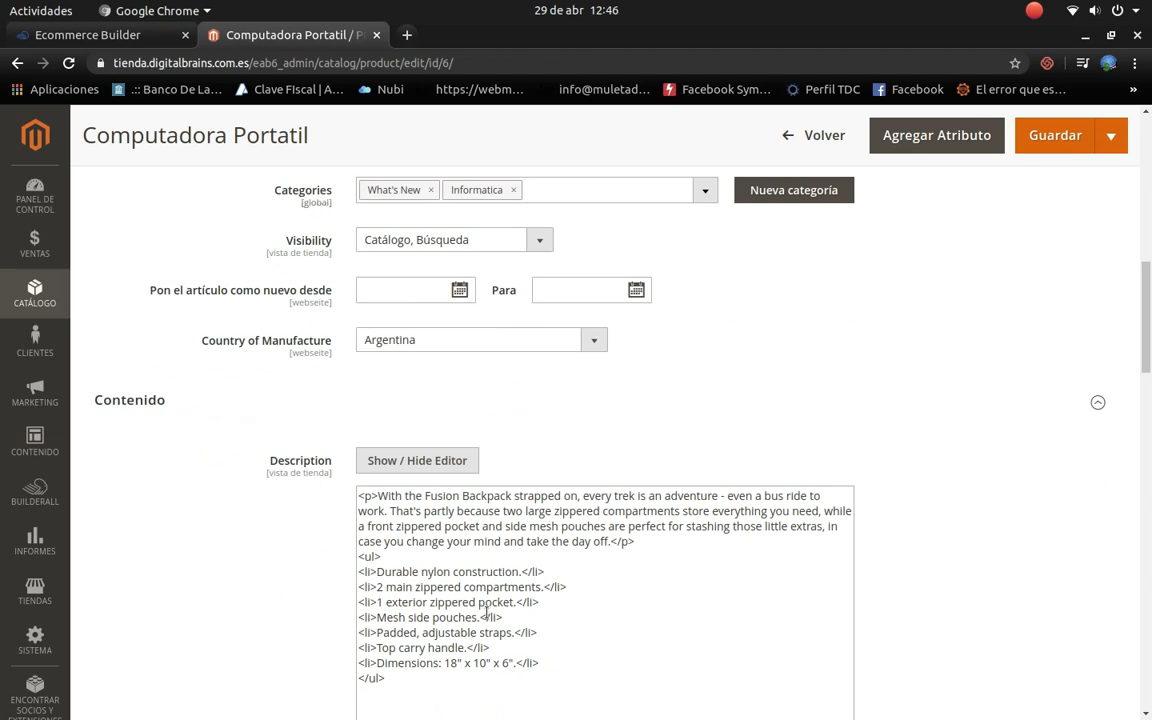 Actividades
Google Chrome
29 de abr 12:46
Ecommerce Builder
Computadora Portatil / P
tienda.digitalbrains.com.es/eab6_admin/catalog/product/edit/id/6/
Aplicaciones
.:: Banco De La...
Clave FIscal | A...
Nubi
https://webm...
info@muletad...
Facebook Sym...
Perfil TDC
Facebook
El error que es...
»
Computadora Portatil
Volver
Agregar Atributo
Guardar
PANEL DE CONTROL
VENTAS
CATÁLOGO
CLIENTES
MARKETING
CONTENIDO
BUILDERALL
INFORMES
TIENDAS
SISTEMA
ENCONTRAR SOCIOS Y EXTENSIONES
Categories
[global]
What's New ×
Informatica ×
Nueva categoría
Visibility
[vista de tienda]
Catálogo, Búsqueda
Pon el artículo como nuevo desde
[webseite]
Para
Country of Manufacture
[webseite]
Argentina
Contenido
Description
[vista de tienda]
Show / Hide Editor
<p>With the Fusion Backpack strapped on, every trek is an adventure - even a bus ride to
work. That's partly because two large zippered compartments store everything you need, while
a front zippered pocket and side mesh pouches are perfect for stashing those little extras, in
case you change your mind and take the day off.</p>
<ul>
<li>Durable nylon construction.</li>
<li>2 main zippered compartments.</li>
<li>1 exterior zippered pocket.</li>
<li>Mesh side pouches.</li>
<li>Padded, adjustable straps.</li>
<li>Top carry handle.</li>
<li>Dimensions: 18" x 10" x 6".</li>
</ul>